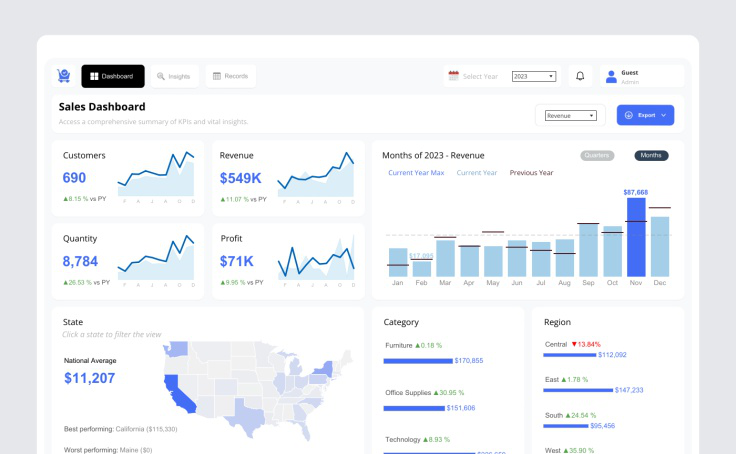 Dashboard
Insights
Records
Select Year
2023
Guest
Admin
Sales Dashboard
Access a comprehensive summary of KPIs and vital insights.
Revenue
Export
Customers
690
▲6.15 % vs PY
F A J A O D
Revenue
$549K
▲11.07 % vs PY
F A J A O D
Quantity
8,784
▲26.53 % vs PY
F A J A O D
Profit
$71K
▲9.95 % vs PY
F A J A O D
Months of 2023 - Revenue
Quarters
Months
Current Year Max
Current Year
Previous Year
$87,668
Jan Feb Mar Apr May Jun Jul Aug Sep Oct Nov Dec
State
Click a state to filter the view
National Average
$11,207
Best performing: California ($115,330)
Worst performing: Maine ($0)
Category
Furniture ▲0.18 %
$170,855
Office Supplies ▲30.95 %
$151,606
Technology ▲8.93 %
Region
Central ▼13.84%
$112,092
East ▲1.78 %
$147,233
South ▲24.54 %
$95,456
West ▲35.90 %